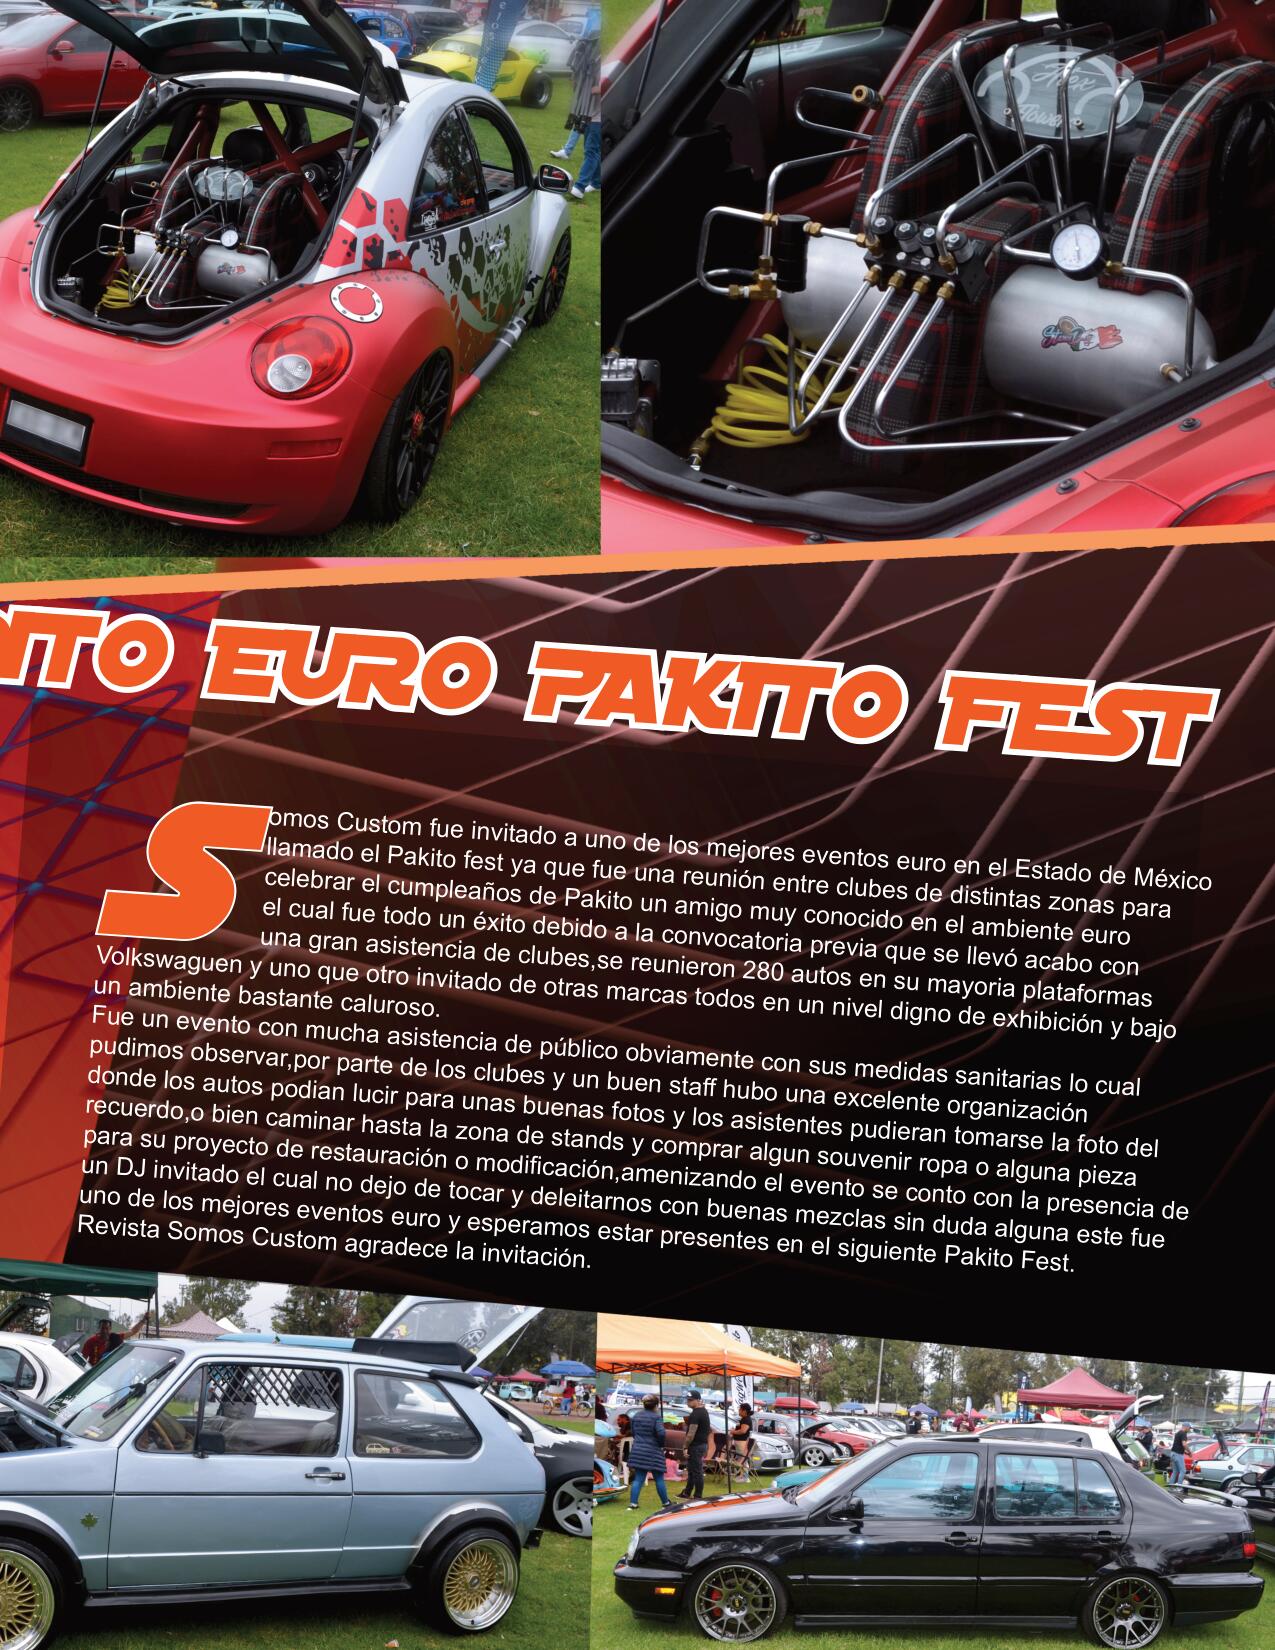 NTO EURO PAKITO FEST
Somos Custom fue invitado a uno de los mejores eventos euro en el Estado de México
llamado el Pakito fest ya que fue una reunión entre clubes de distintas zonas para
celebrar el cumpleaños de Pakito un amigo muy conocido en el ambiente euro
el cual fue todo un éxito debido a la convocatoria previa que se llevó acabo con
una gran asistencia de clubes,se reunieron 280 autos en su mayoria plataformas
Volkswaguen y uno que otro invitado de otras marcas todos en un nivel digno de exhibición y bajo
un ambiente bastante caluroso.
Fue un evento con mucha asistencia de público obviamente con sus medidas sanitarias lo cual
pudimos observar,por parte de los clubes y un buen staff hubo una excelente organización
donde los autos podian lucir para unas buenas fotos y los asistentes pudieran tomarse la foto del
recuerdo,o bien caminar hasta la zona de stands y comprar algun souvenir ropa o alguna pieza
para su proyecto de restauración o modificación,amenizando el evento se conto con la presencia de
un DJ invitado el cual no dejo de tocar y deleitarnos con buenas mezclas sin duda alguna este fue
uno de los mejores eventos euro y esperamos estar presentes en el siguiente Pakito Fest.
Revista Somos Custom agradece la invitación.